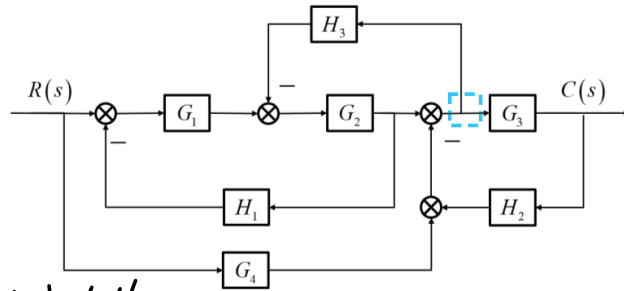 H₃
−
R(s)
C(s)
G₁
G₂
G₃
−
−
H₁
H₂
G₄